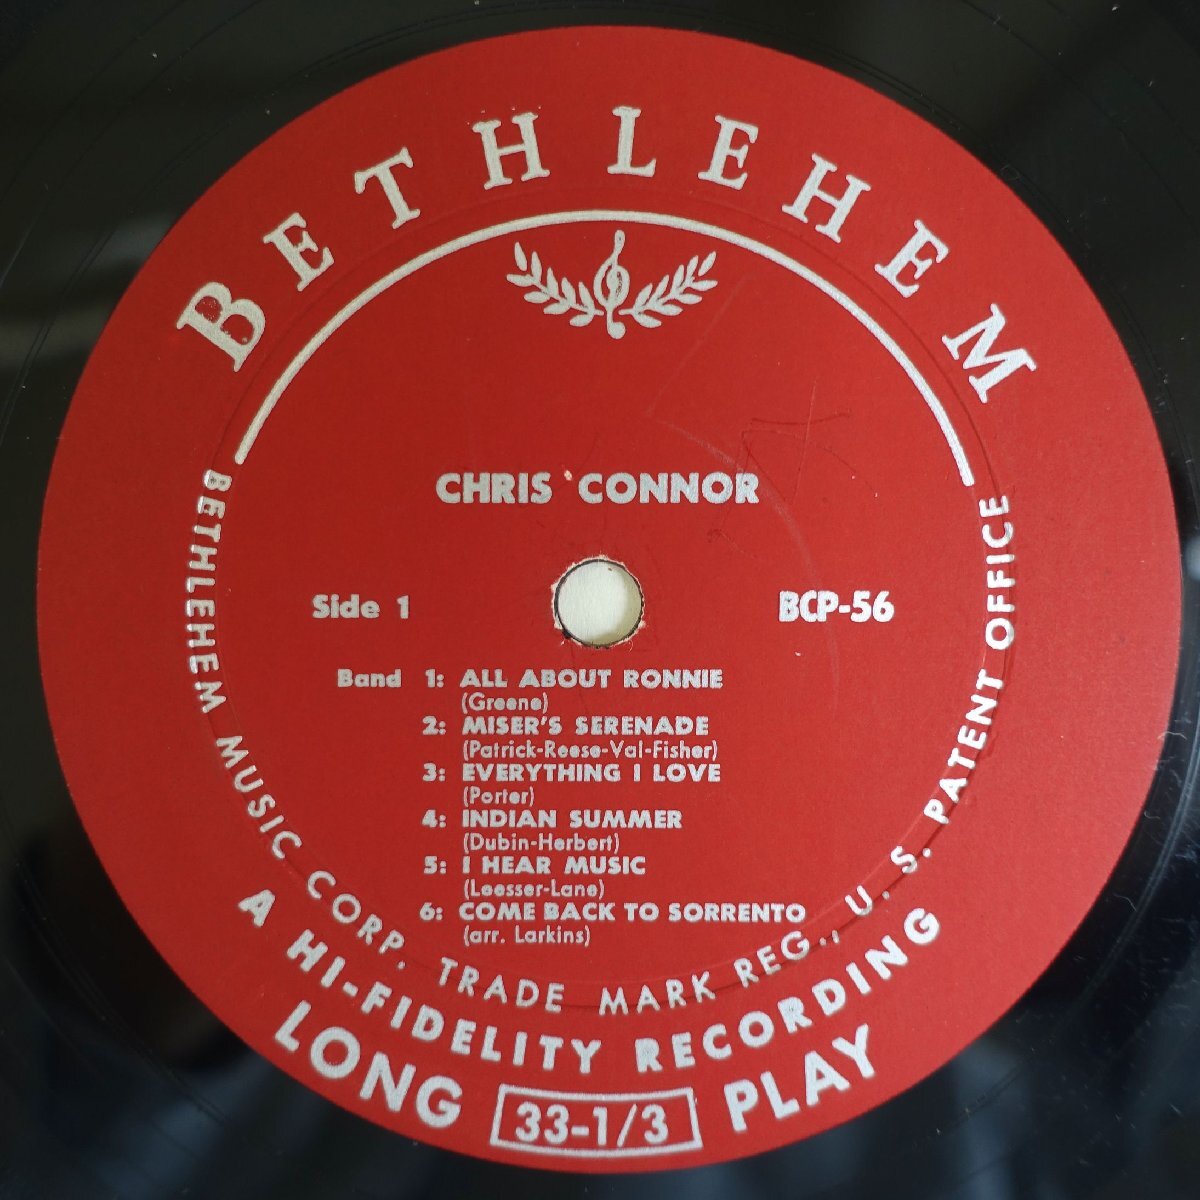 BETHLEHEM
CHRIS CONNOR
Side 1
BCP-56
Band 1: ALL ABOUT RONNIE
(Greene)
2: MISER'S SERENADE
(Patrick-Reese-Val-Fisher)
3: EVERYTHING I LOVE
(Porter)
4: INDIAN SUMMER
(Dubin-Herbert)
5: I HEAR MUSIC
(Loesser-Lane)
6: COME BACK TO SORRENTO
(arr. Larkins)
BETHLEHEM MUSIC CORP. TRADE MARK REG., U. S. PATENT OFFICE
A HI-FIDELITY RECORDING
LONG 33-1/3 PLAY